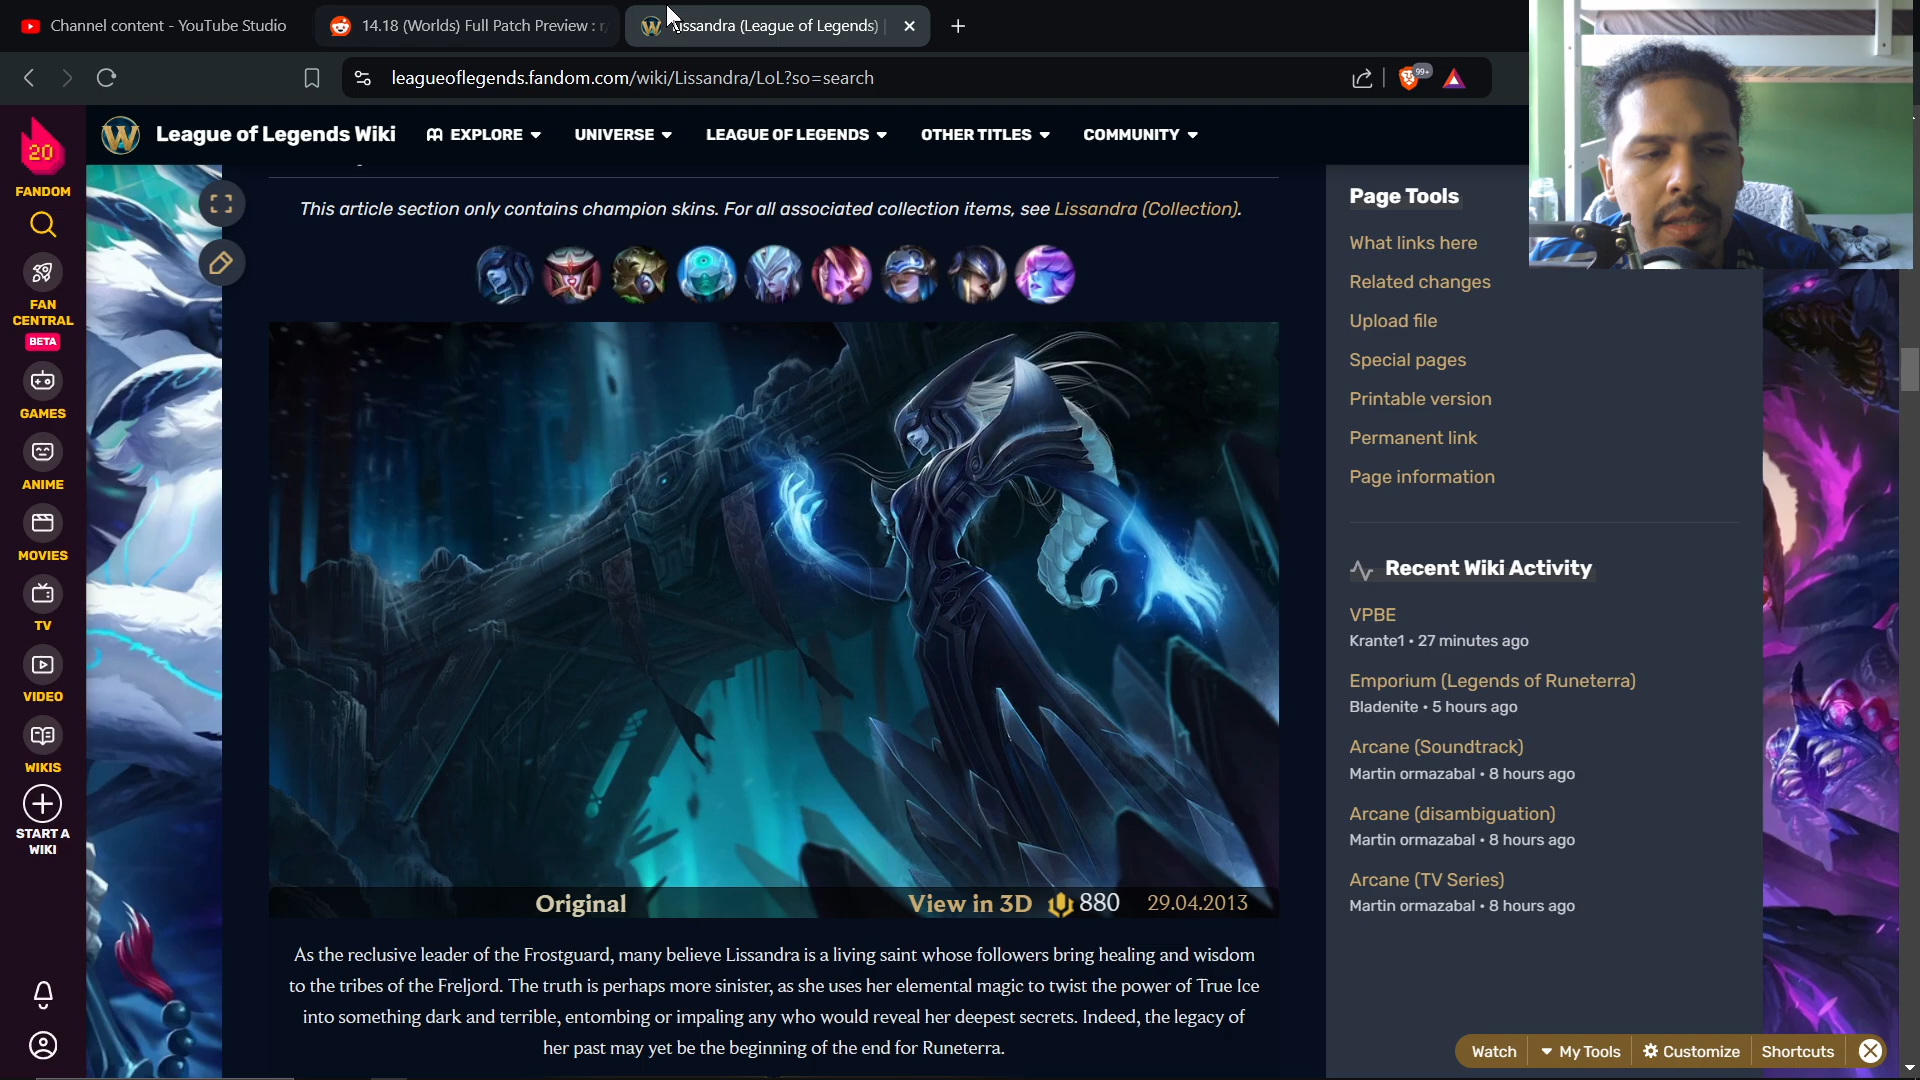 Channel content - YouTube Studio
14.18 (Worlds) Full Patch Preview : r/
issandra (League of Legends) |
leagueoflegends.fandom.com/wiki/Lissandra/LoL?so=search
99+
20
FANDOM
FAN
CENTRAL
BETA
GAMES
ANIME
MOVIES
TV
VIDEO
WIKIS
START A
WIKI
League of Legends Wiki
EXPLORE
UNIVERSE
LEAGUE OF LEGENDS
OTHER TITLES
COMMUNITY
This article section only contains champion skins. For all associated collection items, see Lissandra (Collection).
Original
View in 3D
880
29.04.2013
As the reclusive leader of the Frostguard, many believe Lissandra is a living saint whose followers bring healing and wisdom
to the tribes of the Freljord. The truth is perhaps more sinister, as she uses her elemental magic to twist the power of True Ice
into something dark and terrible, entombing or impaling any who would reveal her deepest secrets. Indeed, the legacy of
her past may yet be the beginning of the end for Runeterra.
Page Tools
What links here
Related changes
Upload file
Special pages
Printable version
Permanent link
Page information
Recent Wiki Activity
VPBE
Krante1 • 27 minutes ago
Emporium (Legends of Runeterra)
Bladenite • 5 hours ago
Arcane (Soundtrack)
Martin ormazabal • 8 hours ago
Arcane (disambiguation)
Martin ormazabal • 8 hours ago
Arcane (TV Series)
Martin ormazabal • 8 hours ago
Watch
My Tools
Customize
Shortcuts